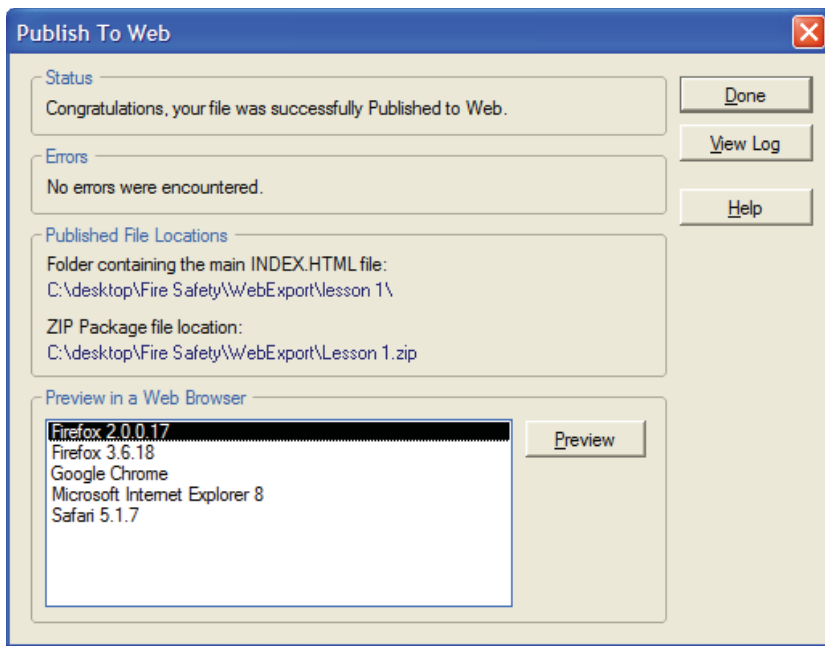 Publish To Web
Status
Congratulations, your file was successfully Published to Web.
Done
View Log
Errors
No errors were encountered.
Help
Published File Locations
Folder containing the main INDEX.HTML file:
C:\desktop\Fire Safety\WebExport\lesson 1\
ZIP Package file location:
C:\desktop\Fire Safety\WebExport\Lesson 1.zip
Preview in a Web Browser
Firefox 2.0.0.17
Firefox 3.6.18
Google Chrome
Microsoft Internet Explorer 8
Safari 5.1.7
Preview